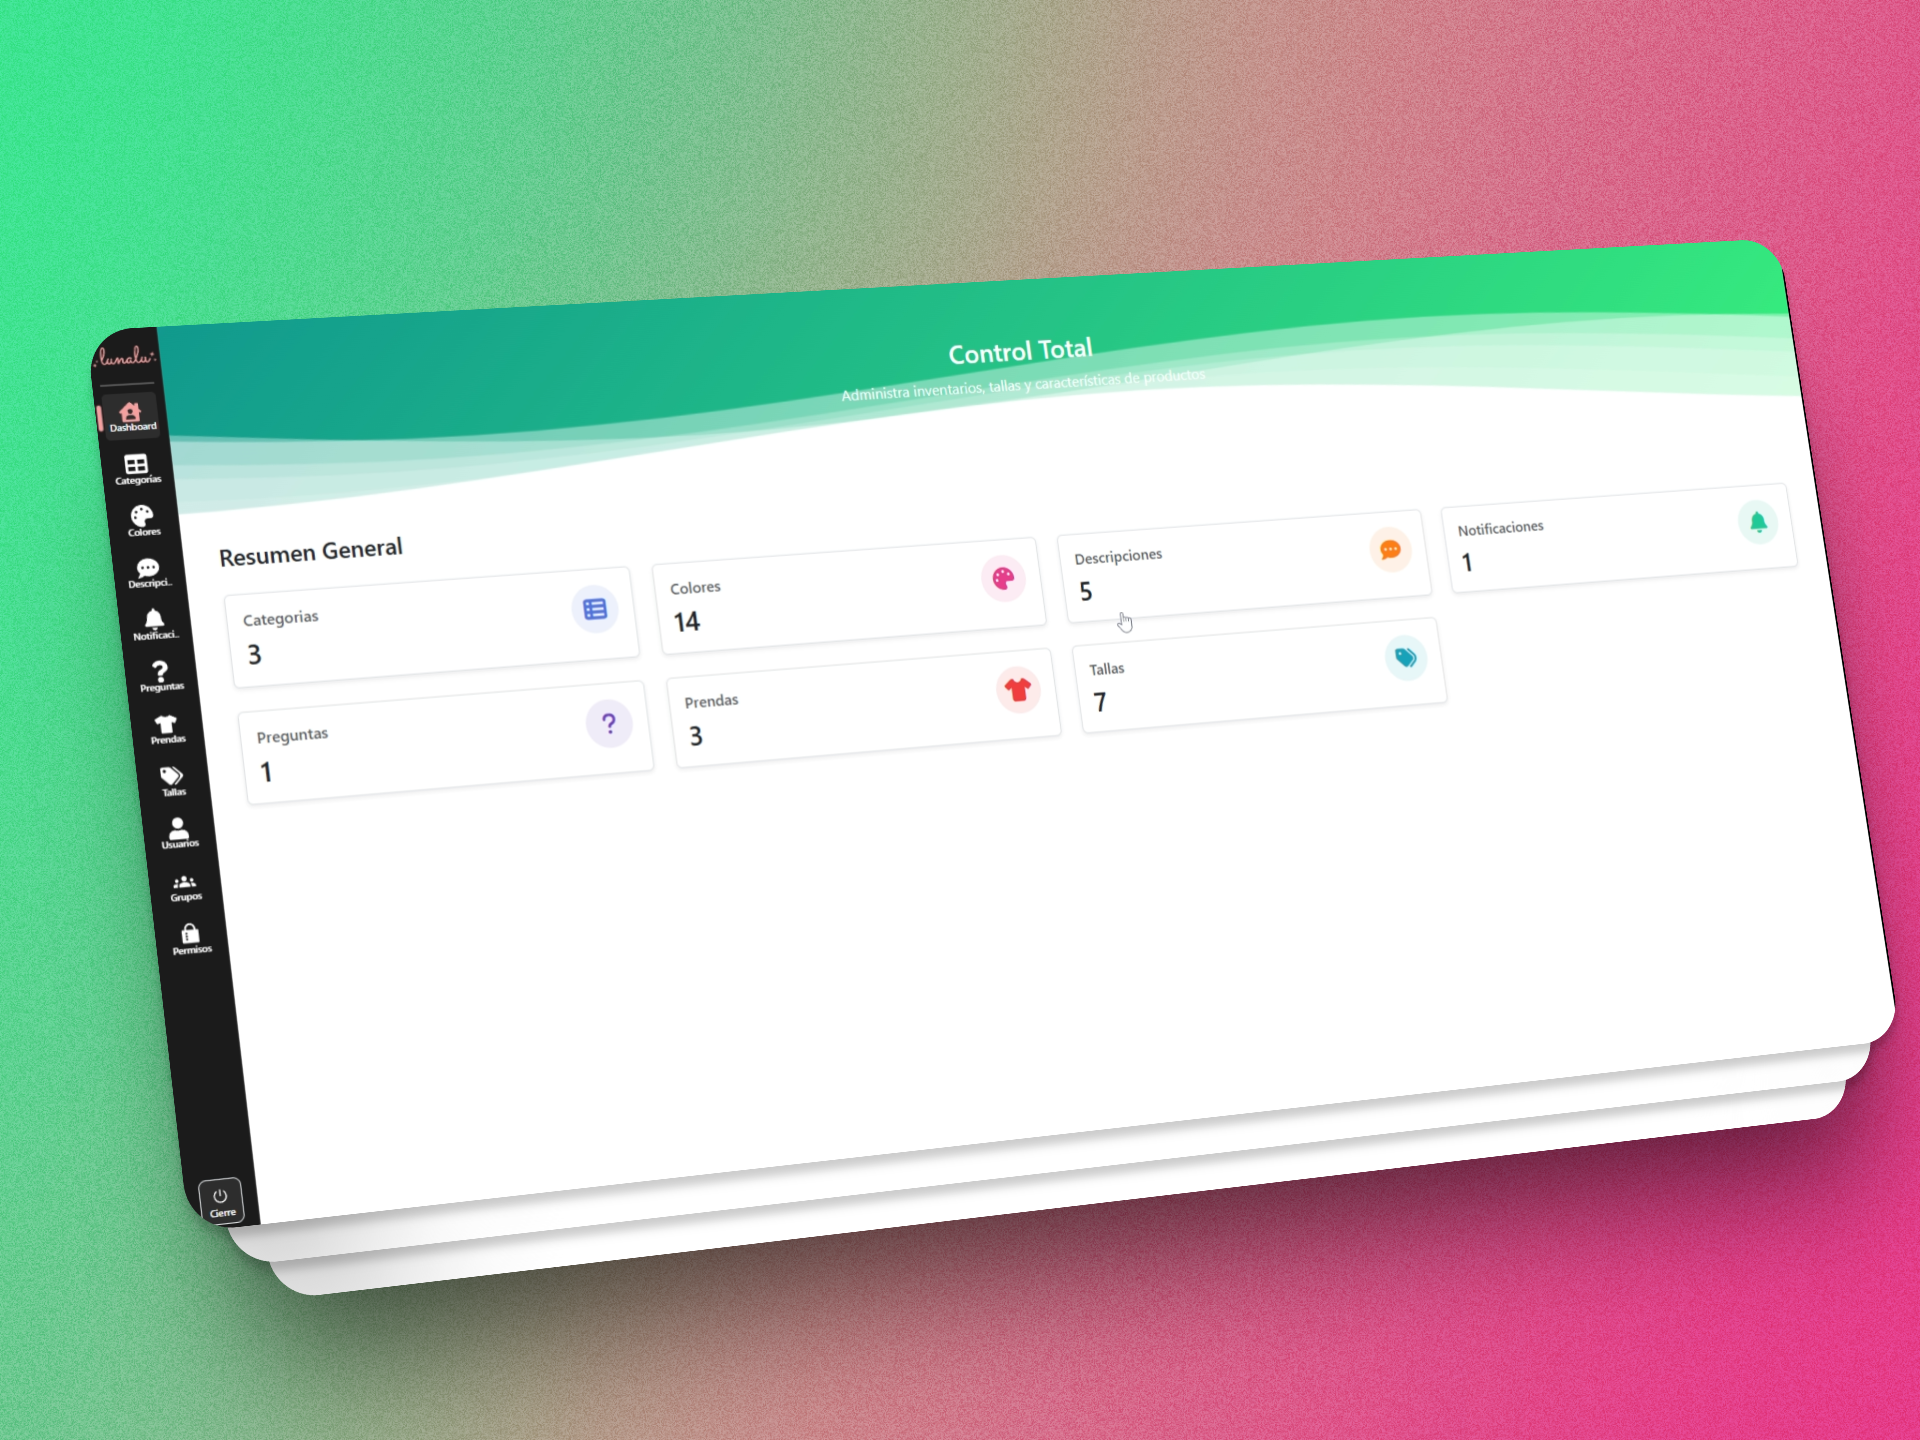 lunalu
Dashboard
Categorías
Colores
Descripci...
Notificaci...
Preguntas
Prendas
Tallas
Usuarios
Grupos
Permisos
Cierre
Control Total
Administra inventarios, tallas y características de productos
Resumen General
Categorias
3
Colores
14
Descripciones
5
Notificaciones
1
Preguntas
1
Prendas
3
Tallas
7